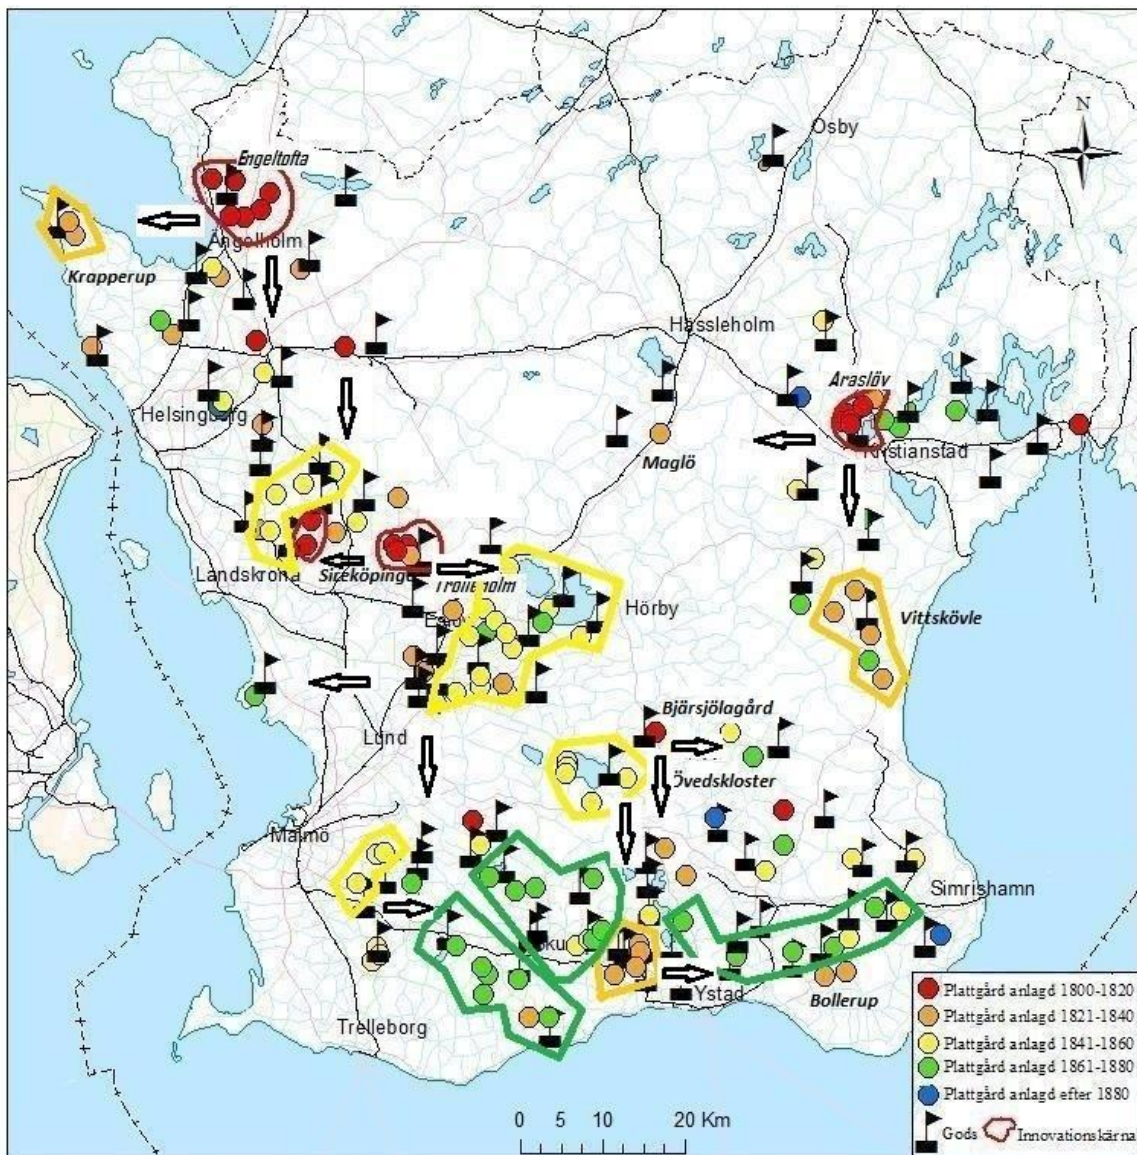 N
Osby
Engeltofta
Ängelholm
Krapperup
Hässleholm
Araslöv
Helsingborg
Kristianstad
Maglö
Landskrona
Sireköpinge
Trolleholm
Hörby
Vittskövle
Bjärsjölagård
Lund
Övedskloster
Malmö
Simrishamn
Ystad
Bollerup
Trelleborg
Plattgård anlagd 1800-1820
Plattgård anlagd 1821-1840
Plattgård anlagd 1841-1860
Plattgård anlagd 1861-1880
Plattgård anlagd efter 1880
Gods Innovationskärna
0 5 10 20 Km